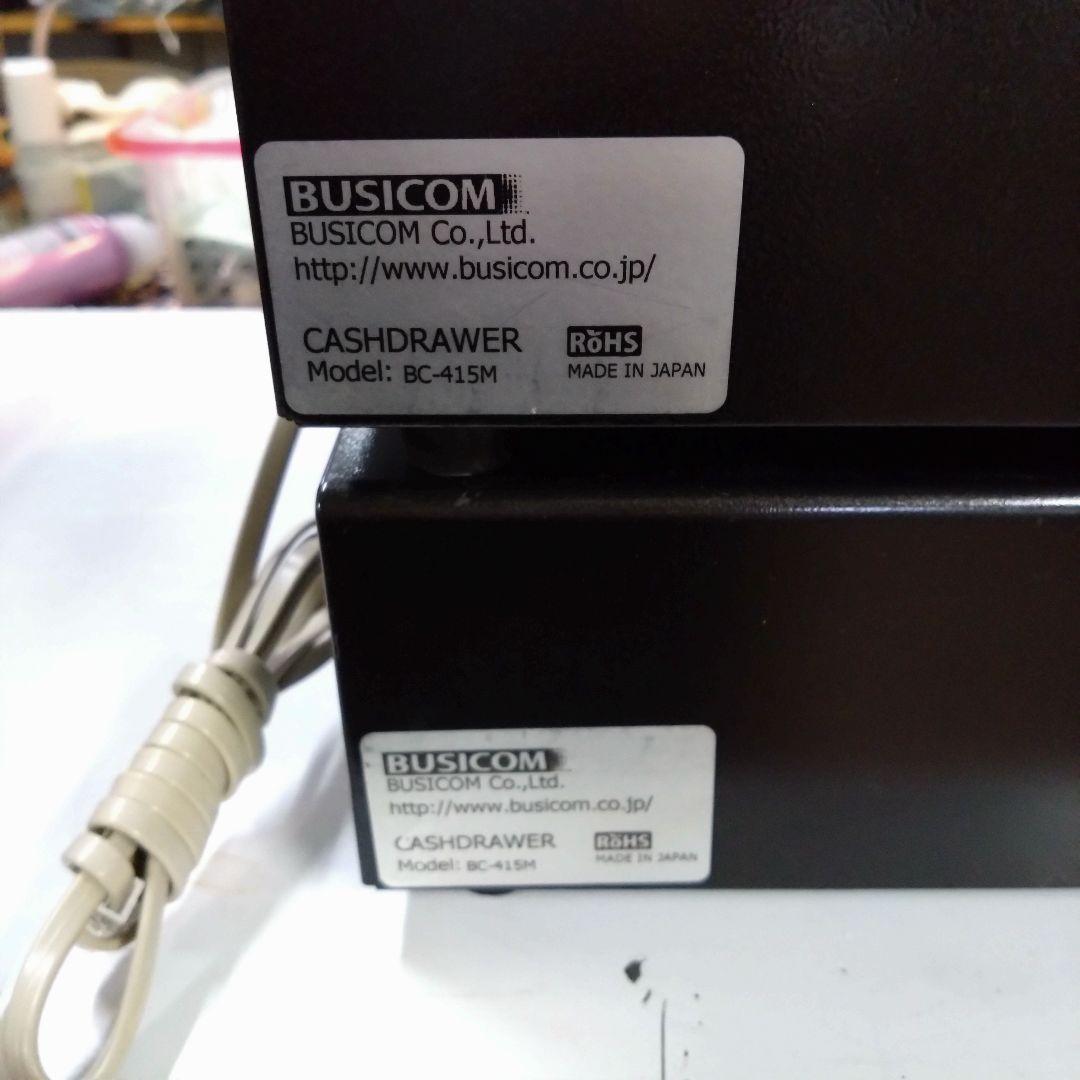 BUSICOM
BUSICOM Co.,Ltd.
http://www.busicom.co.jp/
CASHDRAWER
RoHS
Model: BC-415M
MADE IN JAPAN
BUSICOM
BUSICOM Co.,Ltd.
http://www.busicom.co.jp/
CASHDRAWER
RoHS
Model: BC-415M
MADE IN JAPAN